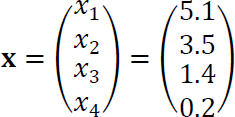 x = (x₁ x₂ x₃ x₄) = (5.1 3.5 1.4 0.2)